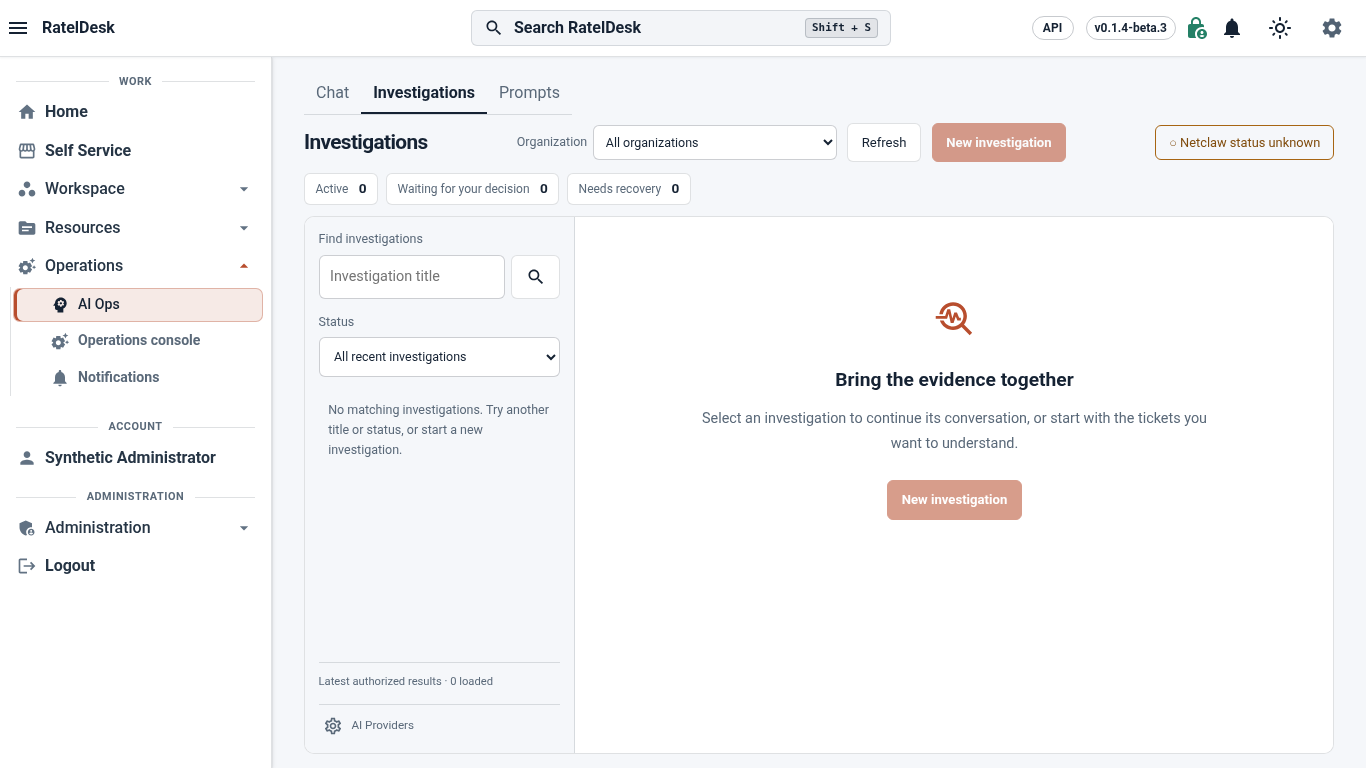 RatelDesk
Search RatelDesk
Shift + S
API
v0.1.4-beta.3
WORK
Home
Self Service
Workspace
Resources
Operations
AI Ops
Operations console
Notifications
ACCOUNT
Synthetic Administrator
ADMINISTRATION
Administration
Logout
Chat
Investigations
Prompts
Investigations
Organization
All organizations
Refresh
New investigation
○ Netclaw status unknown
Active 0
Waiting for your decision 0
Needs recovery 0
Find investigations
Investigation title
Status
All recent investigations
No matching investigations. Try another
title or status, or start a new
investigation.
Latest authorized results · 0 loaded
AI Providers
Bring the evidence together
Select an investigation to continue its conversation, or start with the tickets you
want to understand.
New investigation